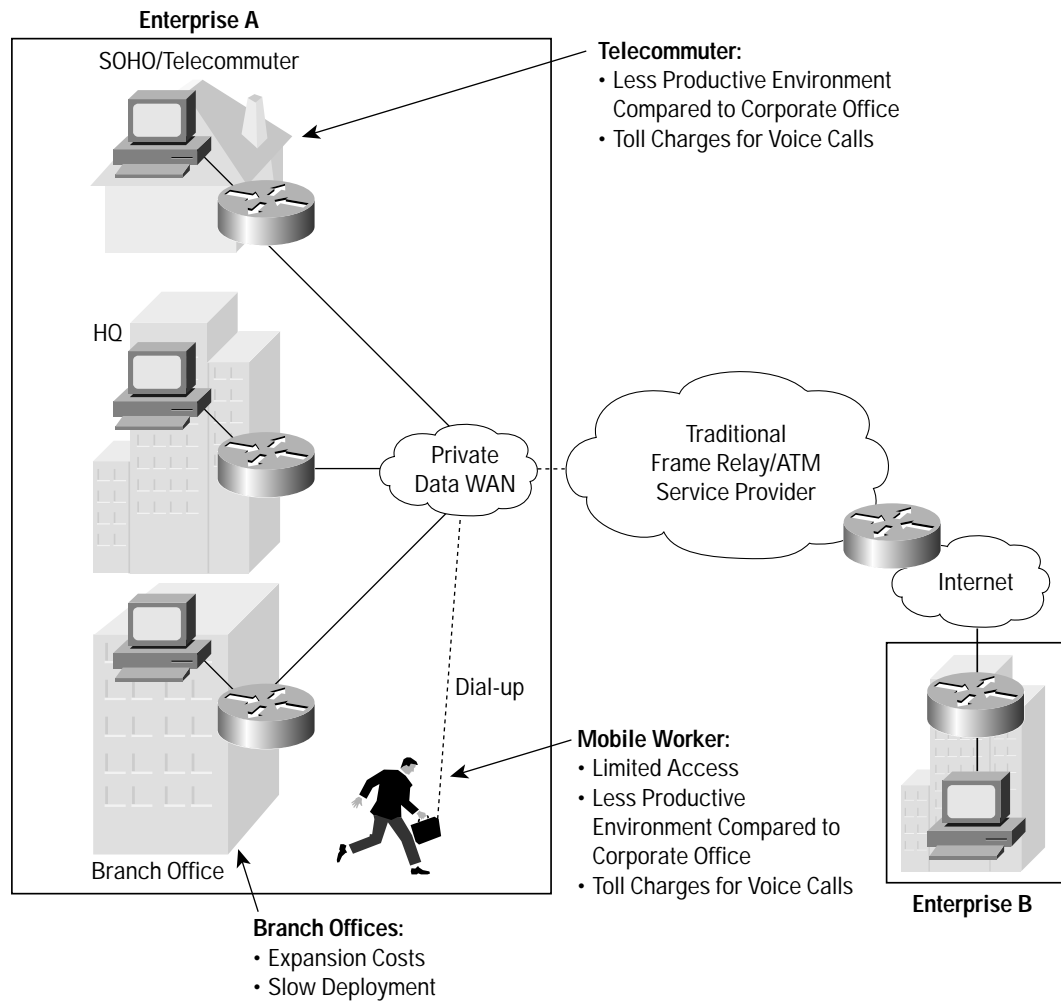 Enterprise A
SOHO/Telecommuter
Telecommuter:
• Less Productive Environment
Compared to Corporate Office
• Toll Charges for Voice Calls
HQ
Private
Data WAN
Traditional
Frame Relay/ATM
Service Provider
Internet
Dial-up
Mobile Worker:
• Limited Access
• Less Productive
Environment Compared to
Corporate Office
• Toll Charges for Voice Calls
Branch Office
Enterprise B
Branch Offices:
• Expansion Costs
• Slow Deployment